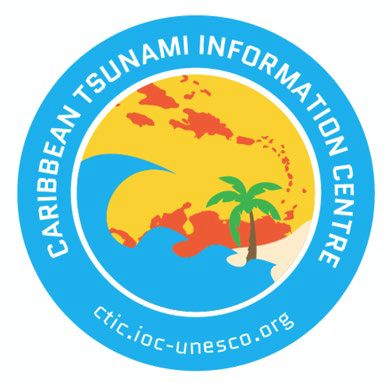 CARIBBEAN TSUNAMI INFORMATION CENTRE
ctic.ioc-unesco.org